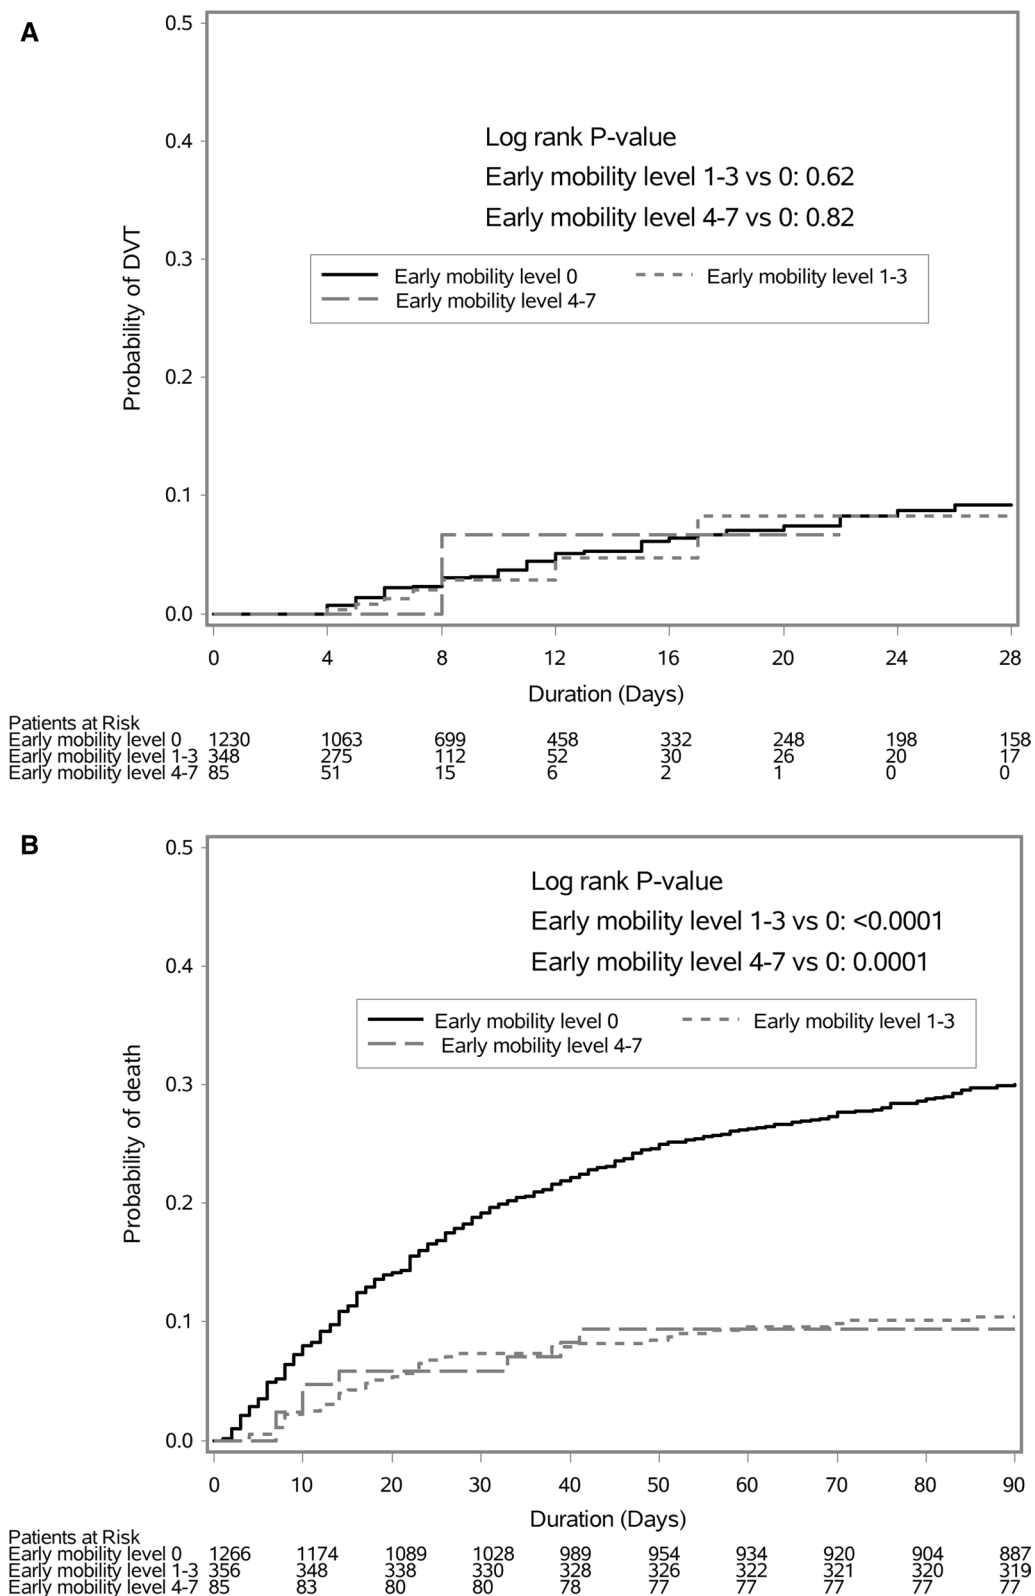 A
0.5
Log rank P-value
0.4
Early mobility level 1-3 vs 0: 0.62
Early mobility level 4-7 vs 0: 0.82
0.3
Early mobility level 0 Early mobility level 1-3
Early mobility level 4-7
Probability of DVT
0.2
0.1
0.0
0 4 8 12 16 20 24 28
Duration (Days)
Patients at Risk
Early mobility level 0 1230 1063 699 458 332 248 198 158
Early mobility level 1-3 348 275 112 52 30 26 20 17
Early mobility level 4-7 85 51 15 6 2 1 0 0
B
0.5
Log rank P-value
Early mobility level 1-3 vs 0: <0.0001
0.4
Early mobility level 4-7 vs 0: 0.0001
Early mobility level 0 Early mobility level 1-3
Early mobility level 4-7
0.3
Probability of death
0.2
0.1
0.0
0 10 20 30 40 50 60 70 80 90
Duration (Days)
Patients at Risk
Early mobility level 0 1266 1174 1089 1028 989 954 934 920 904 887
Early mobility level 1-3 356 348 338 330 328 326 322 321 320 319
Early mobility level 4-7 85 83 80 80 78 77 77 77 77 77